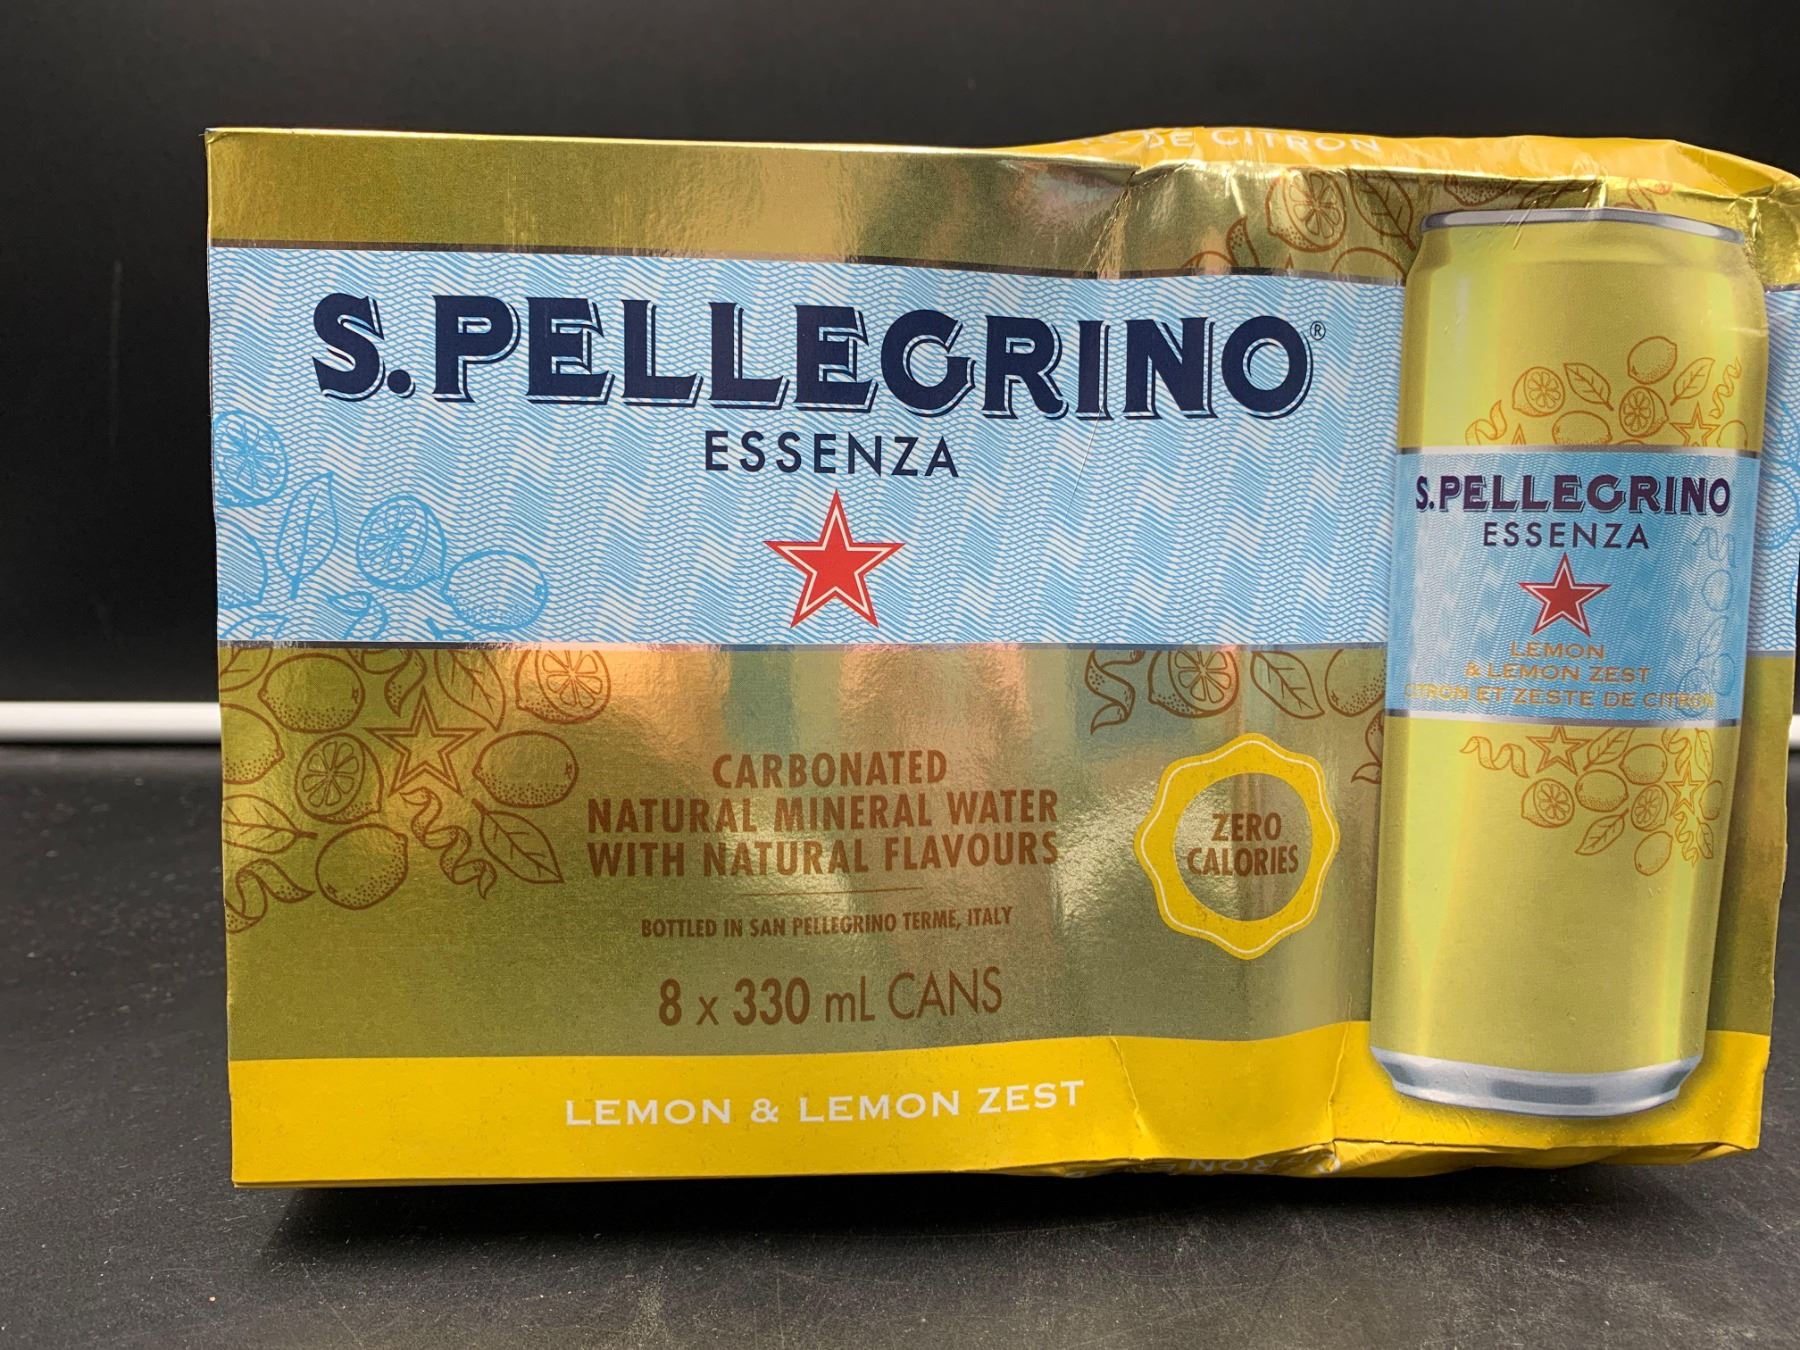 DE CITRON
S.PELLEGRINO®
ESSENZA
CARBONATED
NATURAL MINERAL WATER
WITH NATURAL FLAVOURS
BOTTLED IN SAN PELLEGRINO TERME, ITALY
8 x 330 mL CANS
ZERO
CALORIES
LEMON & LEMON ZEST
S.PELLEGRINO
ESSENZA
LEMON
& LEMON ZEST
CITRON ET ZESTE DE CITRON